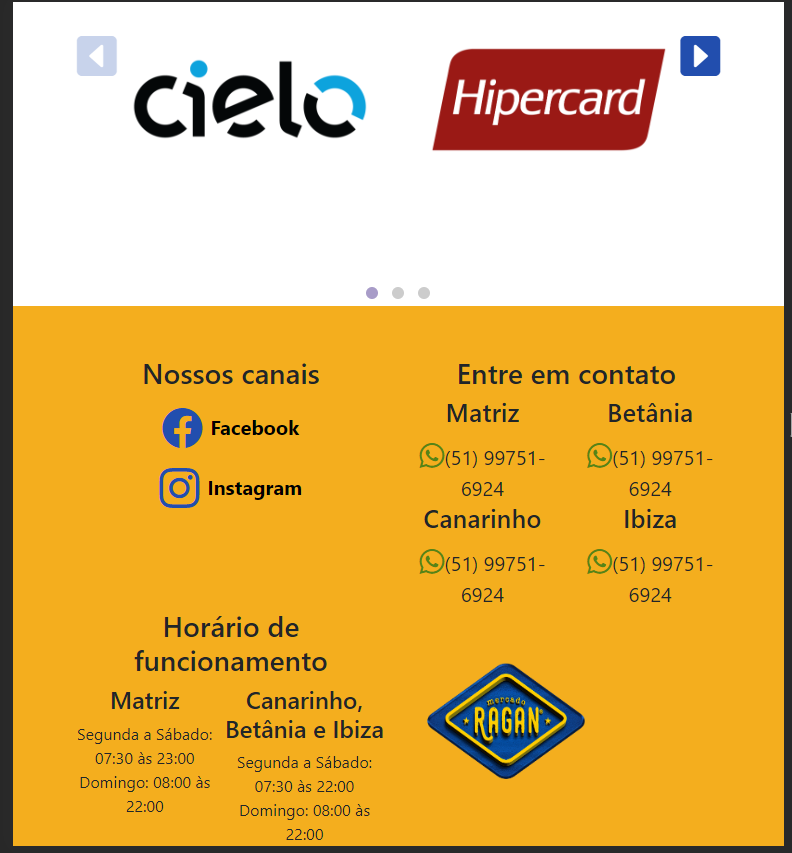 cielo
Hipercard
Nossos canais
Facebook
Instagram
Entre em contato
Matriz
(51) 99751-
6924
Betânia
(51) 99751-
6924
Canarinho
(51) 99751-
6924
Ibiza
(51) 99751-
6924
Horário de
funcionamento
Matriz
Segunda a Sábado:
07:30 às 23:00
Domingo: 08:00 às
22:00
Canarinho,
Betânia e Ibiza
Segunda a Sábado:
07:30 às 22:00
Domingo: 08:00 às
22:00
mercado
RAGAN